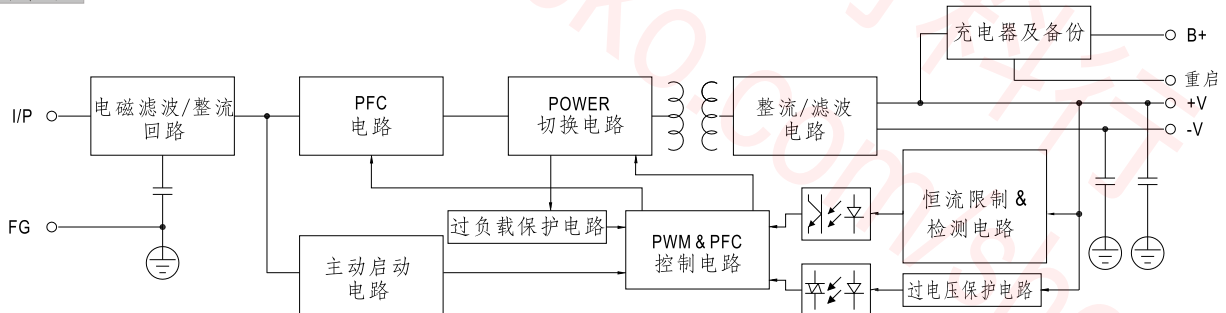 充电器及备份
B+
重启
I/P
电磁滤波/整流
回路
PFC
电路
POWER
切换电路
整流/滤波
电路
+V
-V
FG
过负载保护电路
PWM & PFC
控制电路
恒流限制 &
检测电路
主动启动
电路
过电压保护电路